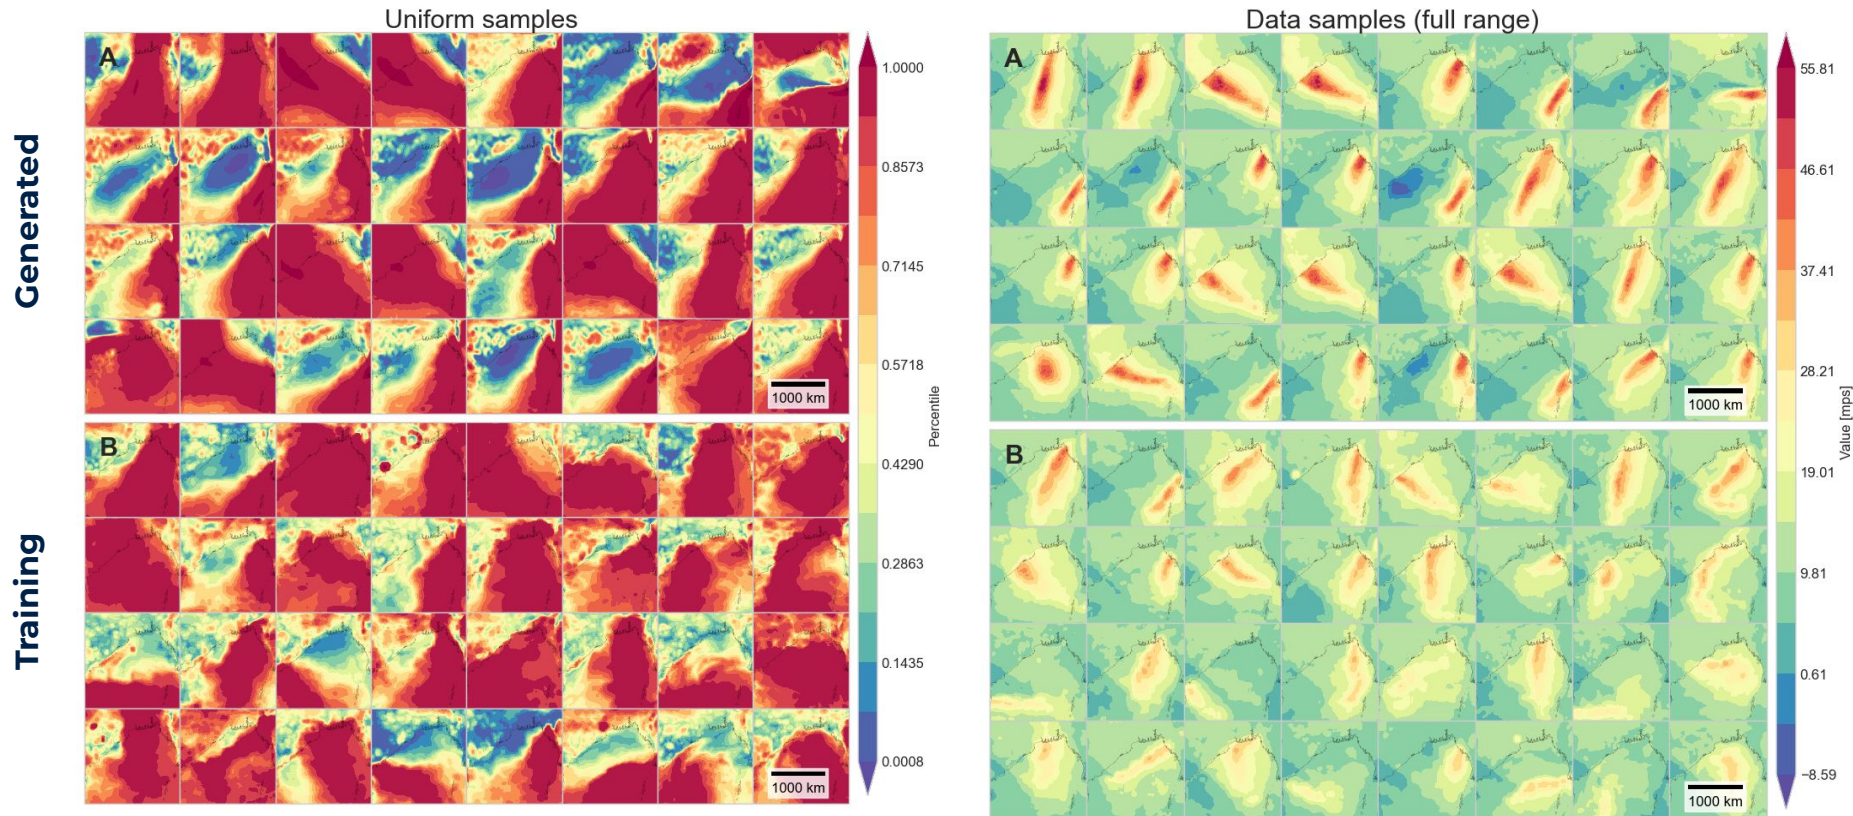 Uniform samples
Data samples (full range)
Generated
A
1000 km
Training
B
1000 km
1.0000
0.8573
0.7145
0.5718
0.4290
0.2863
0.1435
0.0008
Percentile
A
1000 km
B
1000 km
55.81
46.61
37.41
28.21
19.01
9.81
0.61
−8.59
Value [mps]